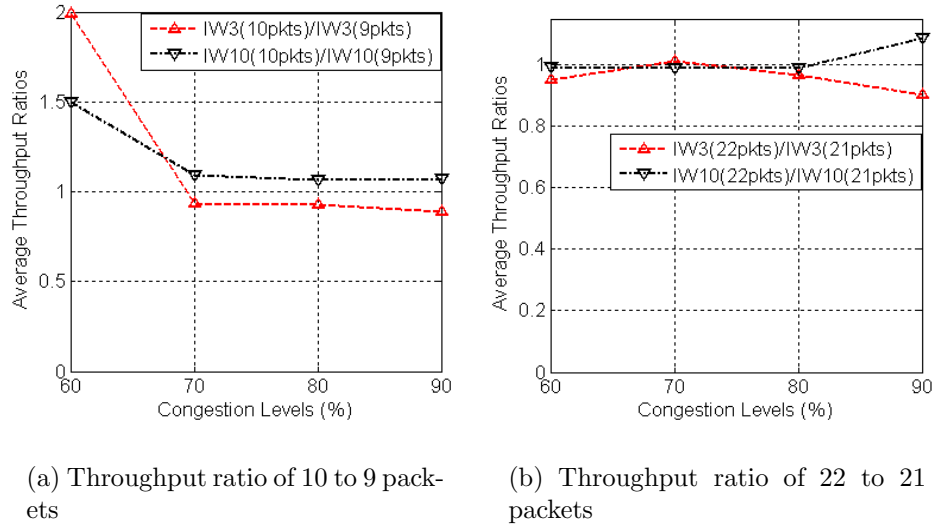 2
1.5
1
0.5
0
Average Throughput Ratios
IW3(10pkts)/IW3(9pkts)
IW10(10pkts)/IW10(9pkts)
60 70 80 90
Congestion Levels (%)
(a) Throughput ratio of 10 to 9 pack-
ets
1
0.8
0.6
0.4
0.2
0
Average Throughput Ratios
IW3(22pkts)/IW3(21pkts)
IW10(22pkts)/IW10(21pkts)
60 70 80 90
Congestion Levels (%)
(b) Throughput ratio of 22 to 21
packets